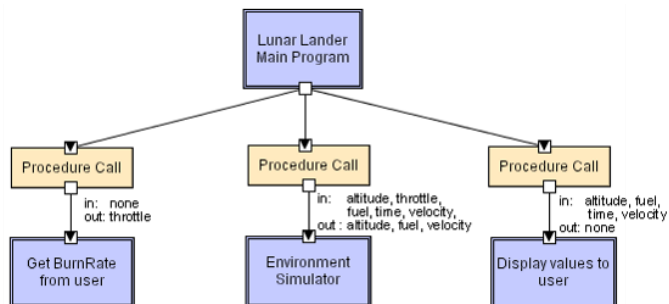 Lunar Lander
Main Program
Procedure Call
Procedure Call
Procedure Call
in: none
out: throttle
in: altitude, throttle,
fuel, time, velocity,
out : altitude, fuel, velocity
in: altitude, fuel,
time, velocity
out: none
Get BurnRate
from user
Environment
Simulator
Display values to
user